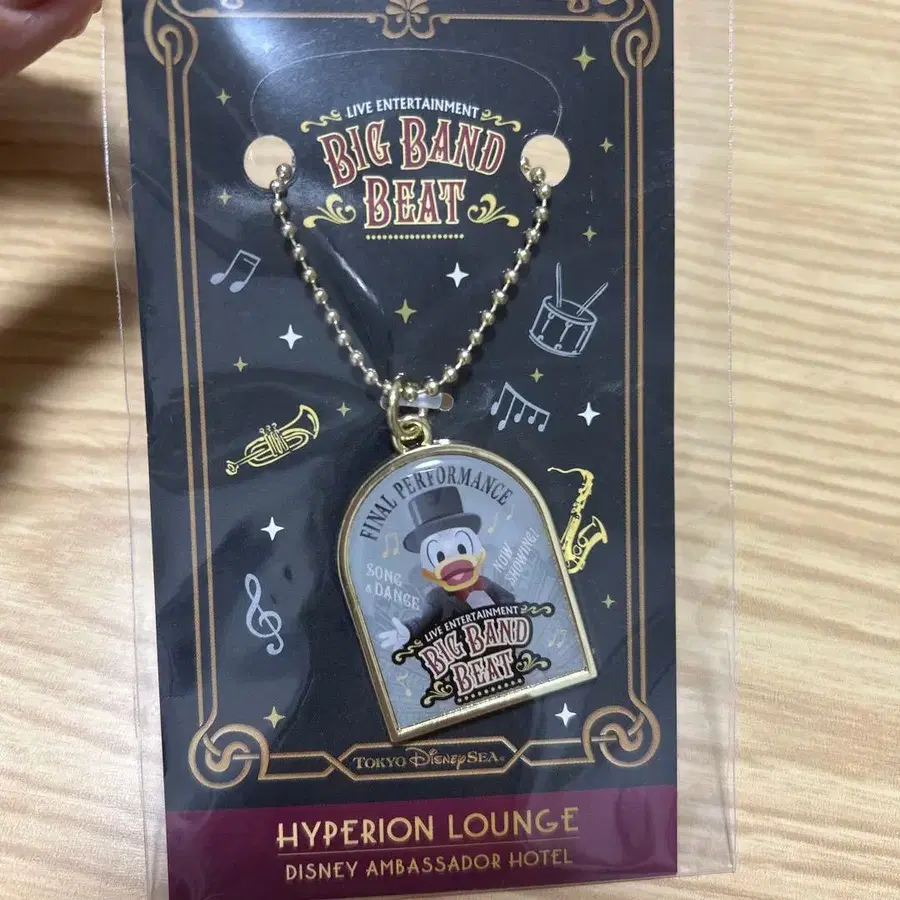 LIVE ENTERTAINMENT
BIG BAND
BEAT
FINAL PERFORMANCE
SONG
& DANCE
NOW
SHOWING!
LIVE ENTERTAINMENT
BIG BAND
BEAT
TOKYO DisneySEA®
HYPERION LOUNGE
DISNEY AMBASSADOR HOTEL